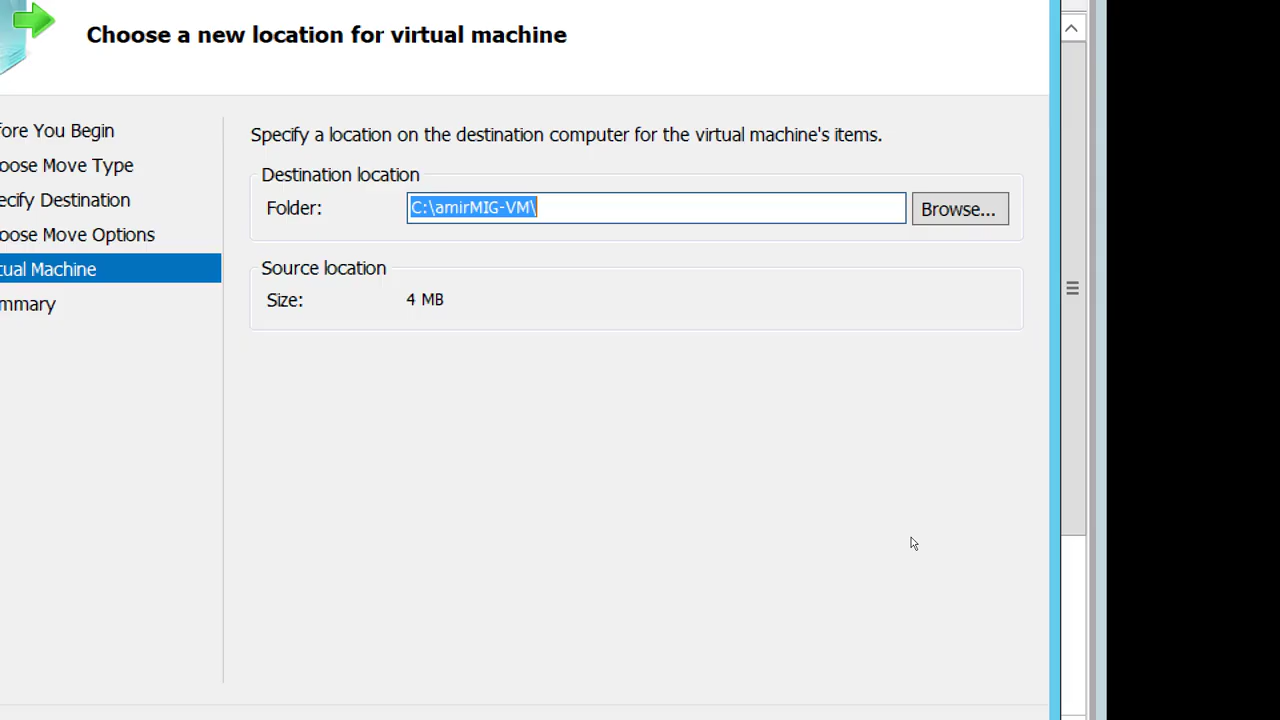 Choose a new location for virtual machine
fore You Begin
oose Move Type
ecify Destination
oose Move Options
tual Machine
mmary
Specify a location on the destination computer for the virtual machine's items.
Destination location
Folder: C:\amirMIG-VM\ Browse...
Source location
Size: 4 MB